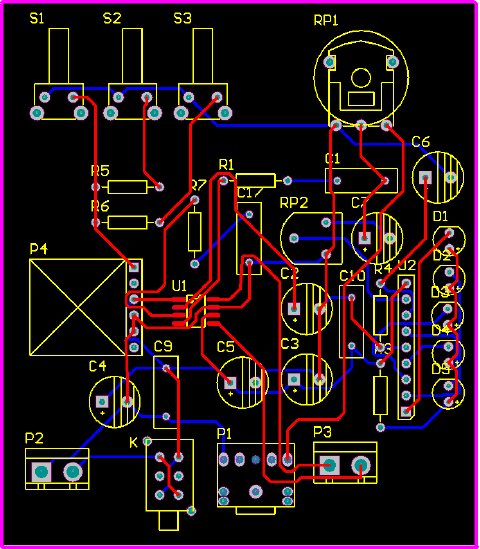 S1 S2 S3 RP1
C6
R5 R1 C1
R6 R7 C17 RP2 C7 D1
P4 D2
U1 C2 C10 R4 U2 D3
D4
C4 C9 C5 C3 D5
P2 K P1 P3